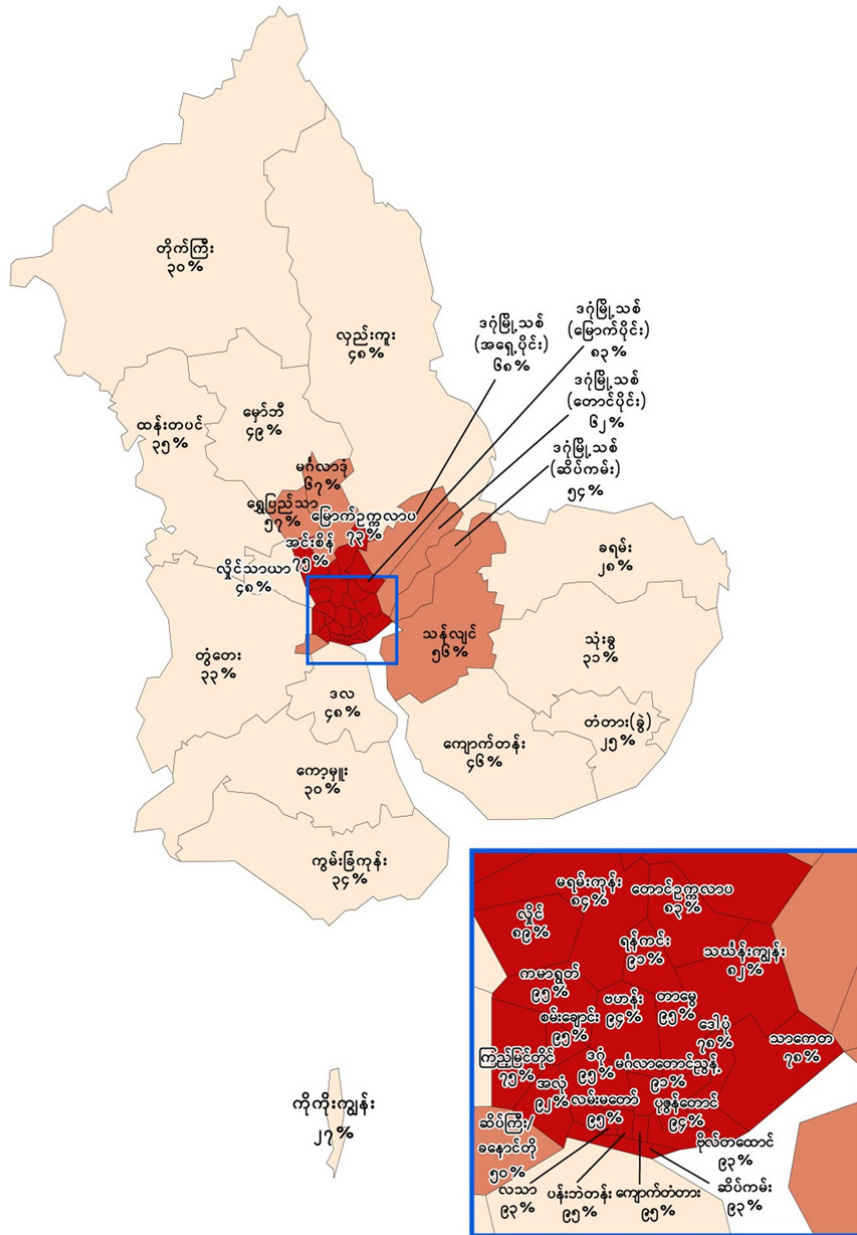 တိုက်ကြီး
၃၀%
လှည်းကူး
၄၈%
ဒဂုံမြို့သစ်
(မြောက်ပိုင်း)
၈၃%
ဒဂုံမြို့သစ်
(အရှေ့ပိုင်း)
၆၈%
ဒဂုံမြို့သစ်
(တောင်ပိုင်း)
၆၂%
ဒဂုံမြို့သစ်
(ဆိပ်ကမ်း)
၅၄%
မှော်ဘီ
၄၉%
ထန်းတပင်
၃၅%
မင်္ဂလာဒုံ
၆၇%
ရွှေပြည်သာ
၅၇%
မြောက်ဥက္ကလာပ
၇၃%
အင်းစိန်
၇၅%
လှိုင်သာယာ
၄၈%
ခရမ်း
၂၈%
သန်လျင်
၅၆%
သုံးခွ
၃၁%
တွံတေး
၃၃%
ဒလ
၄၈%
တံတား(ခွဲ)
၂၅%
ကျောက်တန်း
၄၆%
ကော့မှူး
၃၀%
ကွမ်းခြံကုန်း
၃၄%
ကိုကိုးကျွန်း
၂၇%
မရမ်းကုန်း
၈၄%
တောင်ဥက္ကလာပ
၈၃%
လှိုင်
၈၉%
ရန်ကင်း
၉၁%
သင်္ဃန်းကျွန်း
၈၂%
ကမာရွတ်
၉၅%
ဗဟန်း
၉၄%
တာမွေ
၉၅%
စမ်းချောင်း
၉၅%
ဒေါပုံ
၇၈%
သာကေတ
၇၈%
ကြည့်မြင်တိုင်
၇၅%
ဒဂုံ
၉၅%
မင်္ဂလာတောင်ညွန့်
၉၁%
အလုံ
၉၂%
လမ်းမတော်
၉၅%
ပုဇွန်တောင်
၉၄%
ဆိပ်ကြီး/
ခနောင်တို
၅၀%
ဗိုလ်တထောင်
၉၃%
လသာ
၉၃%
ပန်းဘဲတန်း
၉၅%
ကျောက်တံတား
၉၅%
ဆိပ်ကမ်း
၉၃%